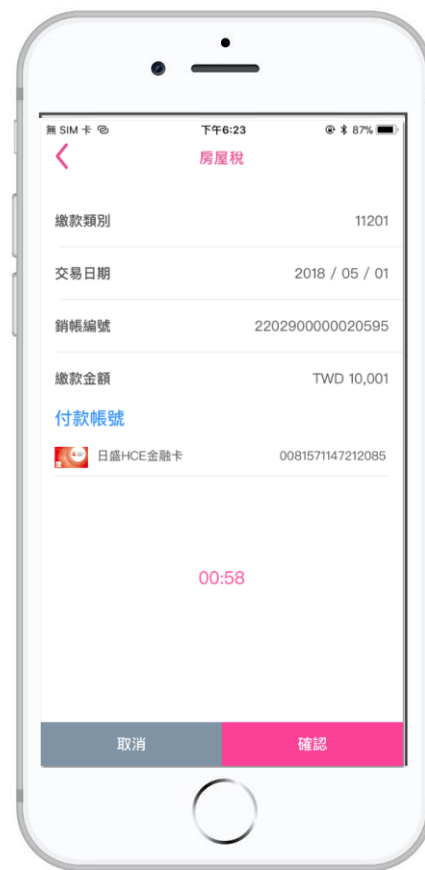 無 SIM 卡 下午6:23 87%
房屋稅
繳款類別 11201
交易日期 2018 / 05 / 01
銷帳編號 2202900000020595
繳款金額 TWD 10,001
付款帳號
日盛HCE金融卡 0081571147212085
00:58
取消 確認